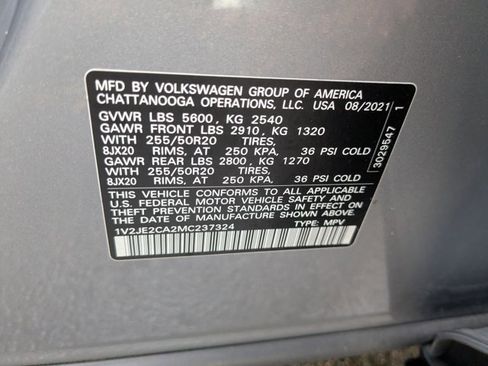 MFD BY VOLKSWAGEN GROUP OF AMERICA
CHATTANOOGA OPERATIONS, LLC. USA 08/2021
GVWR LBS 5600, KG 2540
GAWR FRONT LBS 2910, KG 1320
WITH 255/50R20 TIRES,
8JX20 RIMS, AT 250 KPA, 36 PSI COLD
GAWR REAR LBS 2800, KG 1270
WITH 255/50R20 TIRES,
8JX20 RIMS, AT 250 KPA, 36 PSI COLD
THIS VEHICLE CONFORMS TO ALL APPLICABLE
U.S. FEDERAL MOTOR VEHICLE SAFETY AND
THEFT PREVENTION STANDARDS IN EFFECT
ON THE DATE OF MANUFACTURE SHOWN ABOVE.
1V2JE2CA2MC237324 TYPE: MPV
3029547 1